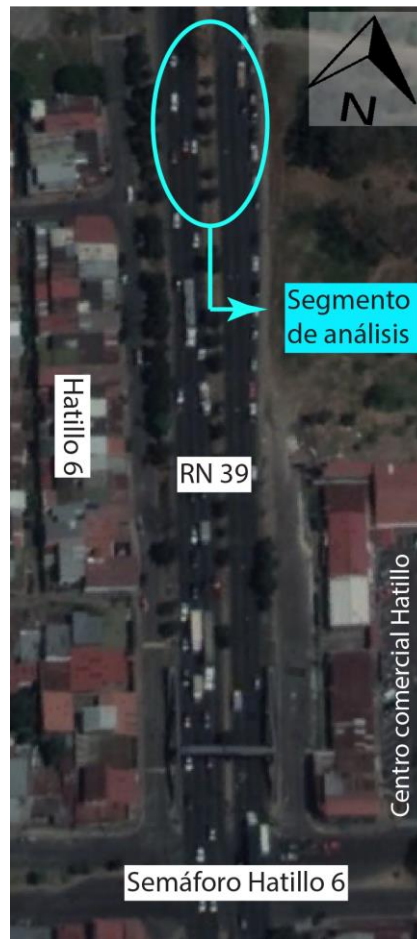 N
Segmento
de análisis
Hatillo 6
RN 39
Centro comercial Hatillo
Semáforo Hatillo 6